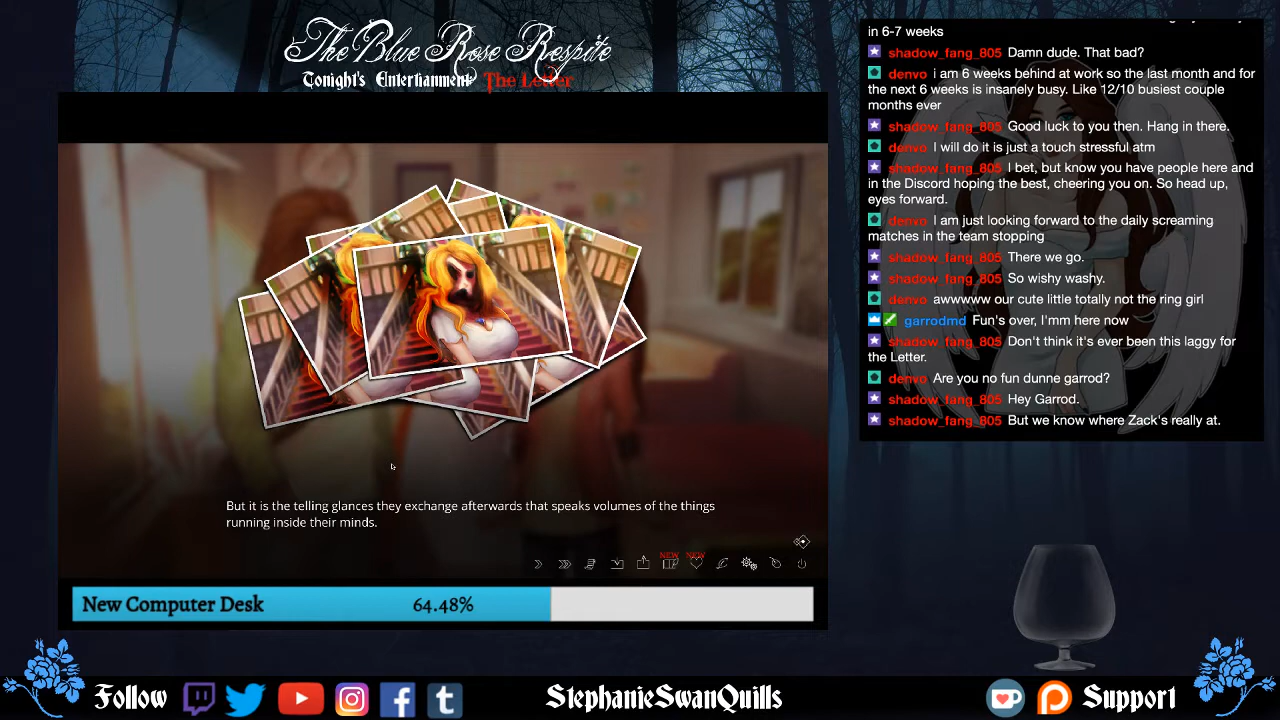 The Blue Rose Respite
Tonight's Entertainment The Letter
in 6-7 weeks
shadow_fang_805 Damn dude. That bad?
denvo i am 6 weeks behind at work so the last month and for
the next 6 weeks is insanely busy. Like 12/10 busiest couple
months ever
shadow_fang_805 Good luck to you then. Hang in there.
denvo I will do it is just a touch stressful atm
shadow_fang_805 I bet, but know you have people here and
in the Discord hoping the best, cheering you on. So head up,
eyes forward.
denvo I am just looking forward to the daily screaming
matches in the team stopping
shadow_fang_805 There we go.
shadow_fang_805 So wishy washy.
denvo awwwww our cute little totally not the ring girl
garrodmd Fun's over, I'mm here now
shadow_fang_805 Don't think it's ever been this laggy for
the Letter.
denvo Are you no fun dunne garrod?
shadow_fang_805 Hey Garrod.
shadow_fang_805 But we know where Zack's really at.
But it is the telling glances they exchange afterwards that speaks volumes of the things
running inside their minds.
NEW NEW
New Computer Desk 64.48%
Follow StephanieSwanQuills Support